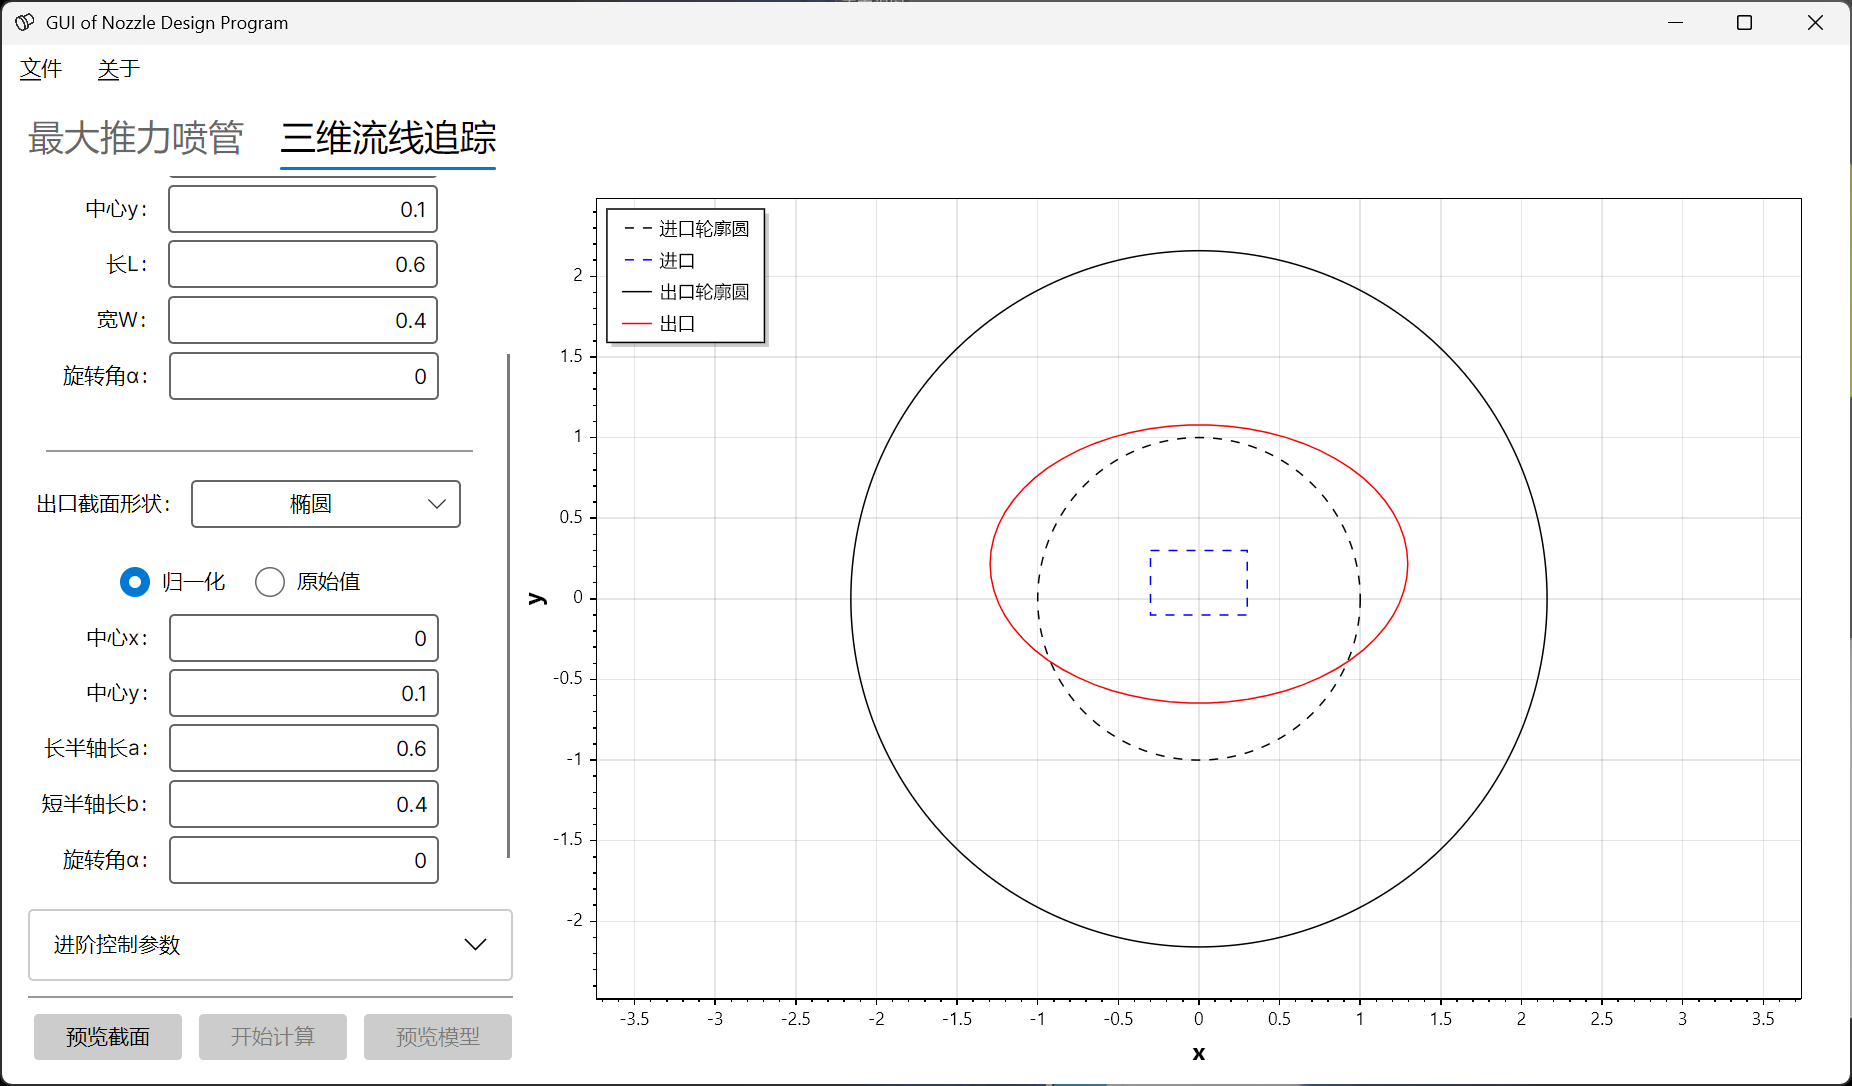 GUI of Nozzle Design Program
文件 关于
最大推力喷管 三维流线追踪
中心y: 0.1
长L: 0.6
宽W: 0.4
旋转角α: 0
出口截面形状: 椭圆
归一化 原始值
中心x: 0
中心y: 0.1
长半轴长a: 0.6
短半轴长b: 0.4
旋转角α: 0
进阶控制参数
预览截面 开始计算 预览模型
进口轮廓圆
进口
出口轮廓圆
出口
y
2
1.5
1
0.5
0
-0.5
-1
-1.5
-2
-3.5 -3 -2.5 -2 -1.5 -1 -0.5 0 0.5 1 1.5 2 2.5 3 3.5
x